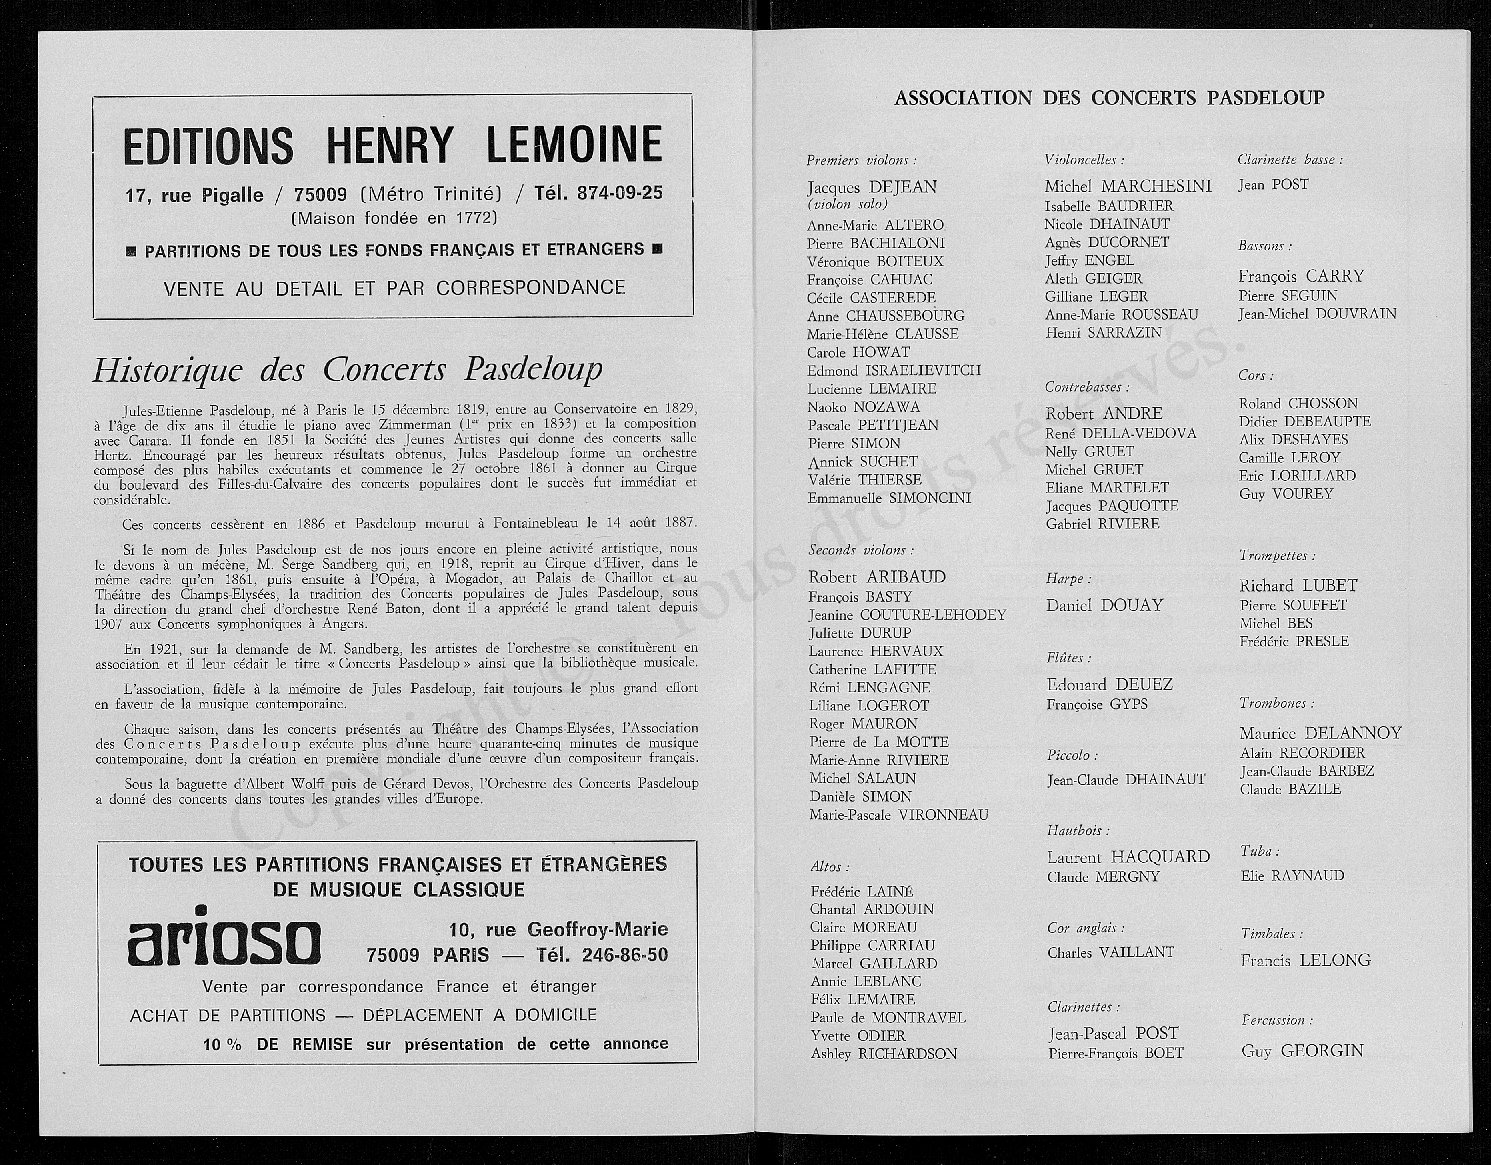 EDITIONS HENRY LEMOINE
17, rue Pigalle / 75009 (Métro Trinité) / Tél. 874-09-25
(Maison fondée en 1772)
■ PARTITIONS DE TOUS LES FONDS FRANÇAIS ET ETRANGERS ■
VENTE AU DETAIL ET PAR CORRESPONDANCE
Historique des Concerts Pasdeloup
Jules-Etienne Pasdeloup, né à Paris le 15 décembre 1819, entre au Conservatoire en 1829,
à l'âge de dix ans il étudie le piano avec Zimmerman (1er prix en 1833) et la composition
avec Carara. Il fonde en 1851 la Société des Jeunes Artistes qui donne des concerts salle
Hertz. Encouragé par les heureux résultats obtenus, Jules Pasdeloup forme un orchestre
composé des plus habiles exécutants et commence le 27 octobre 1861 à donner au Cirque
du boulevard des Filles-du-Calvaire des concerts populaires dont le succès fut immédiat et
considérable.
Ces concerts cessèrent en 1886 et Pasdeloup mourut à Fontainebleau le 14 août 1887.
Si le nom de Jules Pasdeloup est de nos jours encore en pleine activité artistique, nous
le devons à un mécène, M. Serge Sandberg qui, en 1918, reprit au Cirque d'Hiver, dans le
même cadre qu'en 1861, puis ensuite à l'Opéra, à Mogador, au Palais de Chaillot et au
Théâtre des Champs-Elysées, la tradition des Concerts populaires de Jules Pasdeloup, sous
la direction du grand chef d'orchestre René Baton, dont il a apprécié le grand talent depuis
1907 aux Concerts symphoniques à Angers.
En 1921, sur la demande de M. Sandberg, les artistes de l'orchestre se constituèrent en
association et il leur cédait le titre « Concerts Pasdeloup » ainsi que la bibliothèque musicale.
L'association, fidèle à la mémoire de Jules Pasdeloup, fait toujours le plus grand effort
en faveur de la musique contemporaine.
Chaque saison, dans les concerts présentés au Théâtre des Champs-Elysées, l'Association
des Concerts Pasdeloup exécute plus d'une heure quarante-cinq minutes de musique
contemporaine, dont la création en première mondiale d'une œuvre d'un compositeur français.
Sous la baguette d'Albert Wolff puis de Gérard Devos, l'Orchestre des Concerts Pasdeloup
a donné des concerts dans toutes les grandes villes d'Europe.
TOUTES LES PARTITIONS FRANÇAISES ET ÉTRANGÈRES
DE MUSIQUE CLASSIQUE
arioso
10, rue Geoffroy-Marie
75009 PARIS — Tél. 246-86-50
Vente par correspondance France et étranger
ACHAT DE PARTITIONS — DÉPLACEMENT A DOMICILE
10 % DE REMISE sur présentation de cette annonce
ASSOCIATION DES CONCERTS PASDELOUP
Premiers violons :
Jacques DEJEAN
(violon solo)
Anne-Marie ALTERO
Pierre BACHIALONI
Véronique BOITEUX
Françoise CAHUAC
Cécile CASTEREDE
Anne CHAUSSEBOURG
Marie-Hélène CLAUSSE
Carole HOWAT
Edmond ISRAELIEVITCH
Lucienne LEMAIRE
Naoko NOZAWA
Pascale PETITJEAN
Pierre SIMON
Annick SUCHET
Valérie THIERSE
Emmanuelle SIMONCINI
Seconds violons :
Robert ARIBAUD
François BASTY
Jeanine COUTURE-LEHODEY
Juliette DURUP
Laurence HERVAUX
Catherine LAFITTE
Rémi LENGAGNE
Liliane LOGEROT
Roger MAURON
Pierre de La MOTTE
Marie-Anne RIVIERE
Michel SALAUN
Danièle SIMON
Marie-Pascale VIRONNEAU
Altos :
Frédéric LAINÉ
Chantal ARDOUIN
Claire MOREAU
Philippe CARRIAU
Marcel GAILLARD
Annie LEBLANC
Félix LEMAIRE
Paule de MONTRAVEL
Yvette ODIER
Ashley RICHARDSON
Violoncelles :
Michel MARCHESINI
Isabelle BAUDRIER
Nicole DHAINAUT
Agnès DUCORNET
Jeffry ENGEL
Aleth GEIGER
Gilliane LEGER
Anne-Marie ROUSSEAU
Henri SARRAZIN
Contrebasses :
Robert ANDRE
René DELLA-VEDOVA
Nelly GRUET
Michel GRUET
Eliane MARTELET
Jacques PAQUOTTE
Gabriel RIVIERE
Harpe :
Daniel DOUAY
Flûtes :
Edouard DEUEZ
Françoise GYPS
Piccolo :
Jean-Claude DHAINAUT
Hautbois :
Laurent HACQUARD
Claude MERGNY
Cor anglais :
Charles VAILLANT
Clarinettes :
Jean-Pascal POST
Pierre-François BOET
Clarinette basse :
Jean POST
Bassons :
François CARRY
Pierre SEGUIN
Jean-Michel DOUVRAIN
Cors :
Roland CHOSSON
Didier DEBEAUPTE
Alix DESHAYES
Camille LEROY
Eric LORILLARD
Guy VOUREY
Trompettes :
Richard LUBET
Pierre SOUFFET
Michel BES
Frédéric PRESLE
Trombones :
Maurice DELANNOY
Alain RECORDIER
Jean-Claude BARBEZ
Claude BAZILE
Tuba :
Elie RAYNAUD
Timbales :
Francis LELONG
Percussion :
Guy GEORGIN
Copyright © - Tous droits réservés.